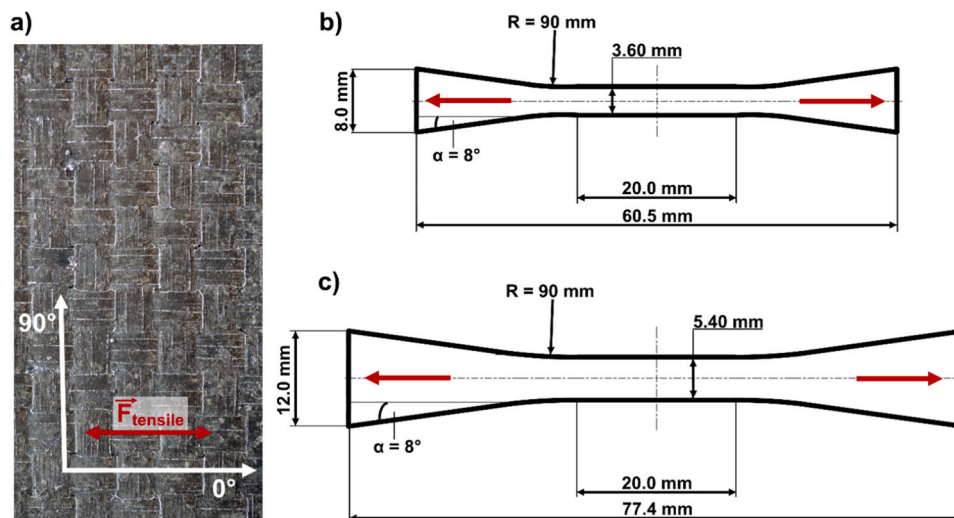 a)
90°
F tensile
0°
b)
R = 90 mm
3.60 mm
8.0 mm
α = 8°
20.0 mm
60.5 mm
c)
R = 90 mm
5.40 mm
12.0 mm
α = 8°
20.0 mm
77.4 mm